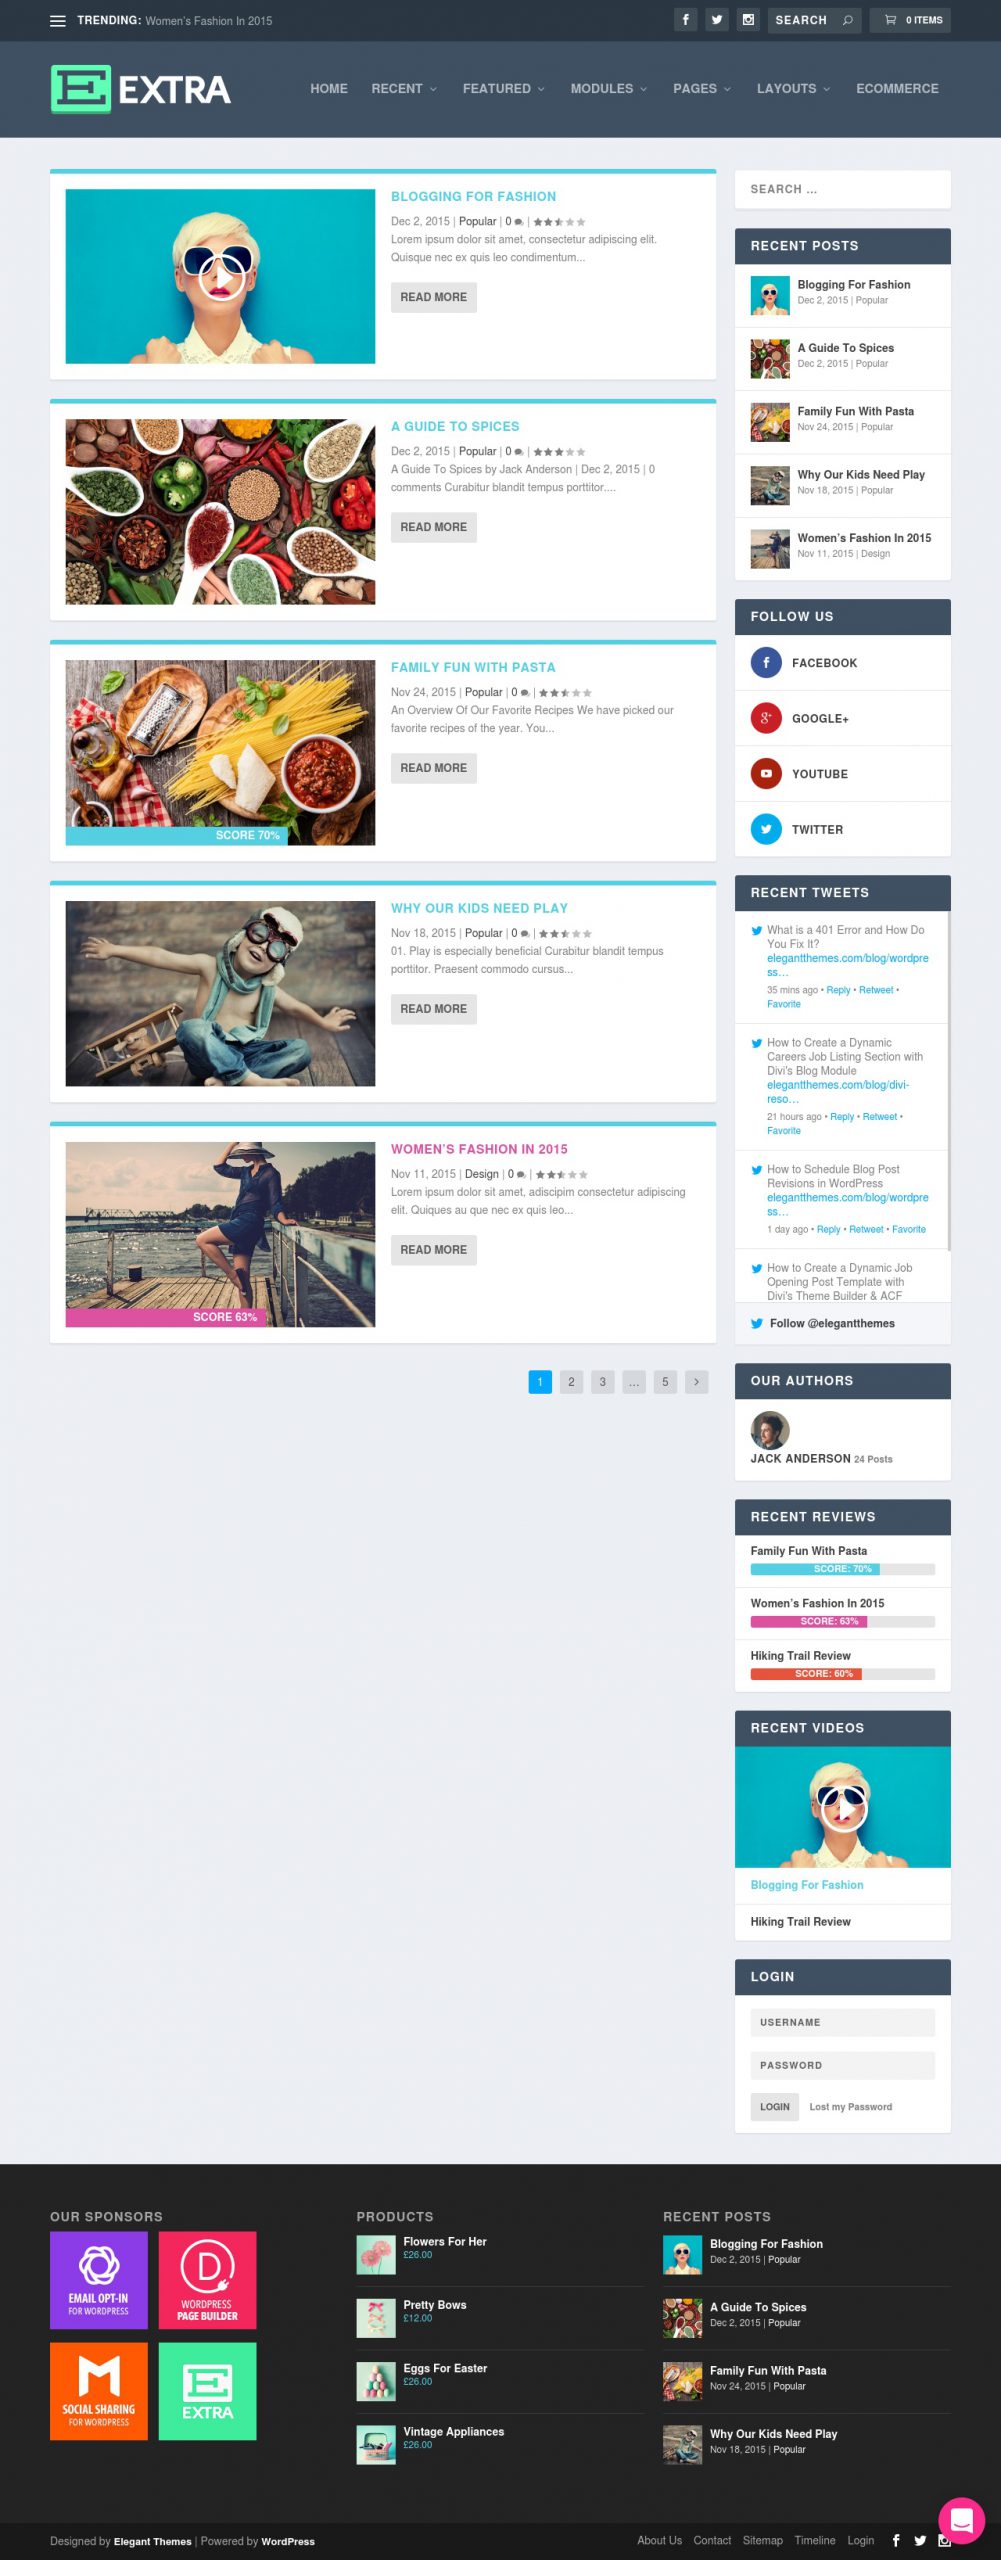 TRENDING: Women's Fashion In 2015
SEARCH
0 ITEMS
EXTRA
HOME
RECENT
FEATURED
MODULES
PAGES
LAYOUTS
ECOMMERCE
BLOGGING FOR FASHION
Dec 2, 2015 | Popular | 0 |
Lorem ipsum dolor sit amet, consectetur adipiscing elit.
Quisque nec ex quis leo condimentum...
READ MORE
A GUIDE TO SPICES
Dec 2, 2015 | Popular | 0 |
A Guide To Spices by Jack Anderson | Dec 2, 2015 | 0
comments Curabitur blandit tempus porttitor....
READ MORE
FAMILY FUN WITH PASTA
Nov 24, 2015 | Popular | 0 |
An Overview Of Our Favorite Recipes We have picked our
favorite recipes of the year. You...
READ MORE
SCORE 70%
WHY OUR KIDS NEED PLAY
Nov 18, 2015 | Popular | 0 |
01. Play is especially beneficial Curabitur blandit tempus
porttitor. Praesent commodo cursus...
READ MORE
WOMEN'S FASHION IN 2015
Nov 11, 2015 | Design | 0 |
Lorem ipsum dolor sit amet, adiscipim consectetur adipiscing
elit. Quiques au que nec ex quis leo...
READ MORE
SCORE 63%
1
2
3
...
5
SEARCH ...
RECENT POSTS
Blogging For Fashion
Dec 2, 2015 | Popular
A Guide To Spices
Dec 2, 2015 | Popular
Family Fun With Pasta
Nov 24, 2015 | Popular
Why Our Kids Need Play
Nov 18, 2015 | Popular
Women's Fashion In 2015
Nov 11, 2015 | Design
FOLLOW US
FACEBOOK
GOOGLE+
YOUTUBE
TWITTER
RECENT TWEETS
What is a 401 Error and How Do
You Fix It?
elegantthemes.com/blog/wordpre
ss…
35 mins ago • Reply • Retweet •
Favorite
How to Create a Dynamic
Careers Job Listing Section with
Divi's Blog Module
elegantthemes.com/blog/divi-
reso…
21 hours ago • Reply • Retweet •
Favorite
How to Schedule Blog Post
Revisions in WordPress
elegantthemes.com/blog/wordpre
ss…
1 day ago • Reply • Retweet • Favorite
How to Create a Dynamic Job
Opening Post Template with
Divi's Theme Builder & ACF
Follow @elegantthemes
OUR AUTHORS
JACK ANDERSON 24 Posts
RECENT REVIEWS
Family Fun With Pasta
SCORE: 70%
Women's Fashion In 2015
SCORE: 63%
Hiking Trail Review
SCORE: 60%
RECENT VIDEOS
Blogging For Fashion
Hiking Trail Review
LOGIN
USERNAME
PASSWORD
LOGIN
Lost my Password
OUR SPONSORS
EMAIL OPT-IN
FOR WORDPRESS
D
WORDPRESS
PAGE BUILDER
SOCIAL SHARING
FOR WORDPRESS
EXTRA
PRODUCTS
Flowers For Her
£26.00
Pretty Bows
£12.00
Eggs For Easter
£26.00
Vintage Appliances
£26.00
RECENT POSTS
Blogging For Fashion
Dec 2, 2015 | Popular
A Guide To Spices
Dec 2, 2015 | Popular
Family Fun With Pasta
Nov 24, 2015 | Popular
Why Our Kids Need Play
Nov 18, 2015 | Popular
Designed by Elegant Themes | Powered by WordPress
About Us
Contact
Sitemap
Timeline
Login